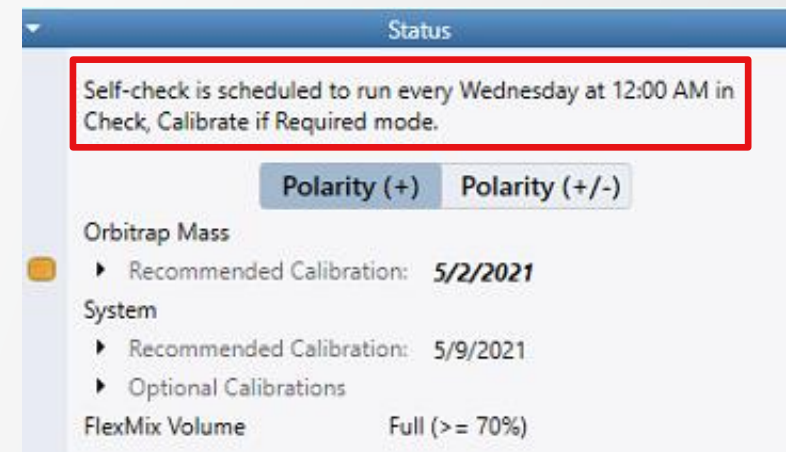 Status
Self-check is scheduled to run every Wednesday at 12:00 AM in
Check, Calibrate if Required mode.
Polarity (+) Polarity (+/-)
Orbitrap Mass
Recommended Calibration: 5/2/2021
System
Recommended Calibration: 5/9/2021
Optional Calibrations
FlexMix Volume Full (>= 70%)